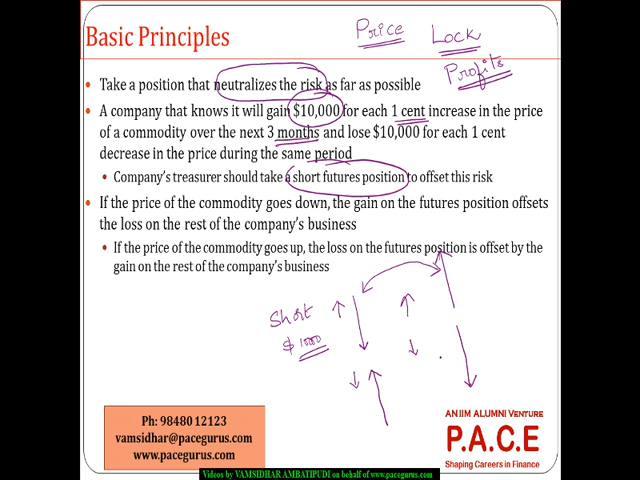 Basic Principles
Price
Lock
Profits
Take a position that neutralizes the risk as far as possible
A company that knows it will gain $10,000 for each 1 cent increase in the price
of a commodity over the next 3 months and lose $10,000 for each 1 cent
decrease in the price during the same period
Company's treasurer should take a short futures position to offset this risk
If the price of the commodity goes down, the gain on the futures position offsets
the loss on the rest of the company's business
If the price of the commodity goes up, the loss on the futures position is offset by the
gain on the rest of the company's business
Short
Ph: 98480 12123
vamsidhar@pacegurus.com
www.pacegurus.com
AN IIM ALUMNI VENTURE
P.A.C.E
Shaping Careers in Finance
Videos by VAMSIDHAR AMBATIPUDI on behalf of www.pacegurus.com